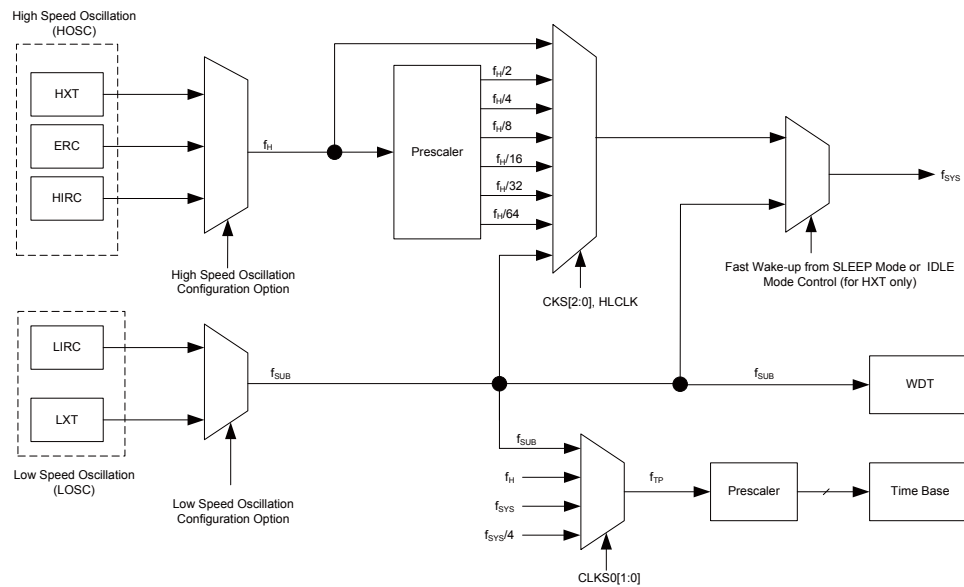 High Speed Oscillation
(HOSC)
HXT
ERC
HIRC
fH
High Speed Oscillation
Configuration Option
Prescaler
fH/2
fH/4
fH/8
fH/16
fH/32
fH/64
CKS[2:0], HLCLK
fSYS
Fast Wake-up from SLEEP Mode or IDLE
Mode Control (for HXT only)
LIRC
LXT
Low Speed Oscillation
(LOSC)
fSUB
Low Speed Oscillation
Configuration Option
fSUB
WDT
fSUB
fH
fSYS
fSYS/4
CLKS0[1:0]
fTP
Prescaler
Time Base